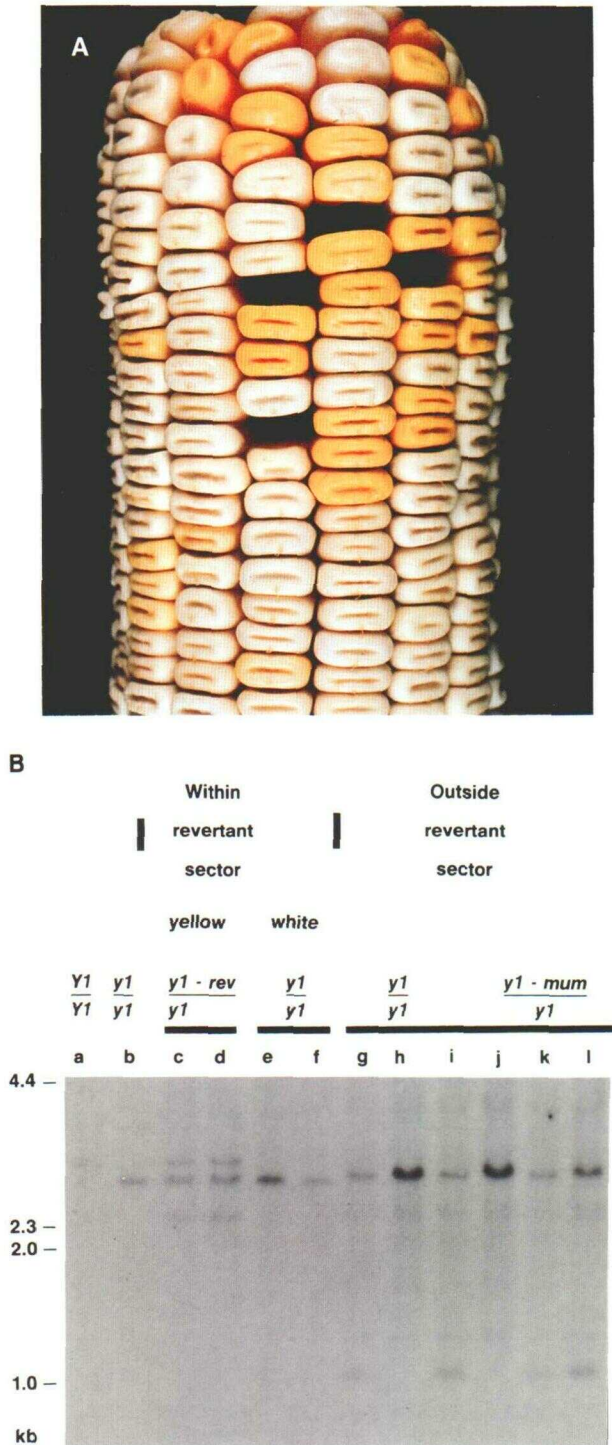 A
B
Within Outside
revertant revertant
sector sector
yellow white
Y1 y1 y1 - rev y1 y1 y1 - mum
Y1 y1 y1 y1 y1 y1
a b c d e f g h i j k l
4.4
2.3
2.0
1.0
kb